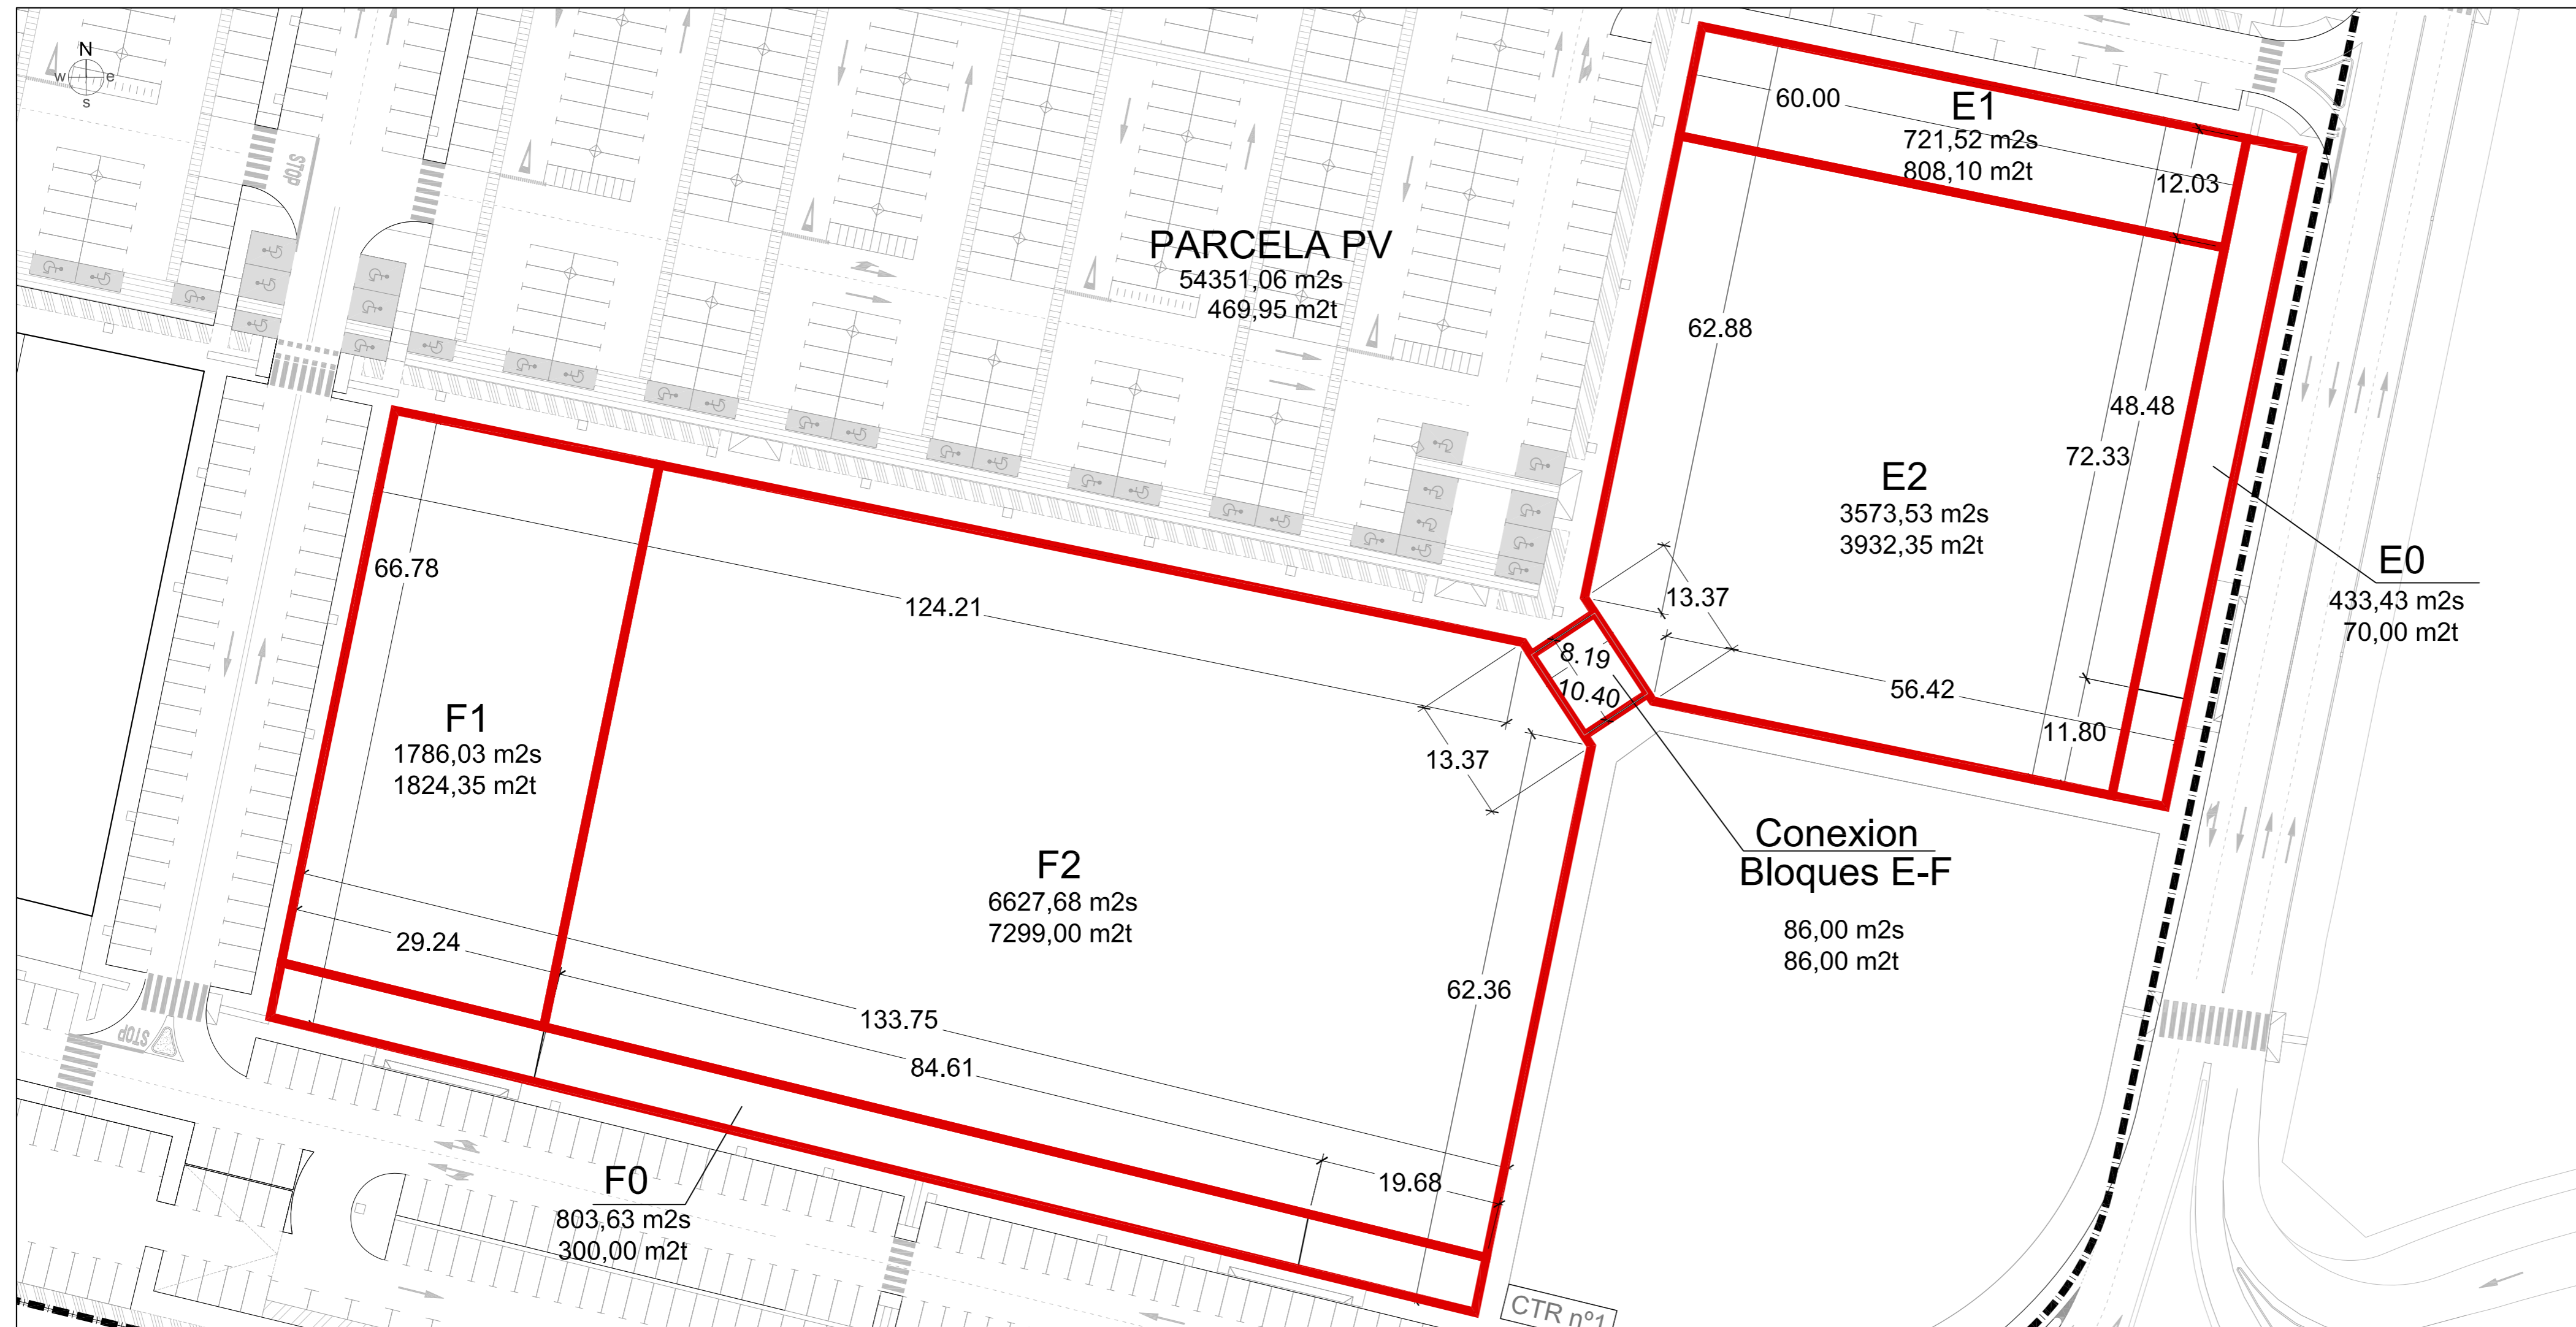 N
w e
s
STOP
60.00
E1
721,52 m2s
808,10 m2t
12.03
PARCELA PV
54351,06 m2s
469,95 m2t
62.88
48.48
72.33
E2
3573,53 m2s
3932,35 m2t
E0
433,43 m2s
70,00 m2t
66.78
124.21
13.37
8.19
10.40
56.42
11.80
13.37
F1
1786,03 m2s
1824,35 m2t
F2
6627,68 m2s
7299,00 m2t
Conexion
Bloques E-F
86,00 m2s
86,00 m2t
29.24
62.36
133.75
84.61
19.68
STOP
F0
803,63 m2s
300,00 m2t
CTR nº1